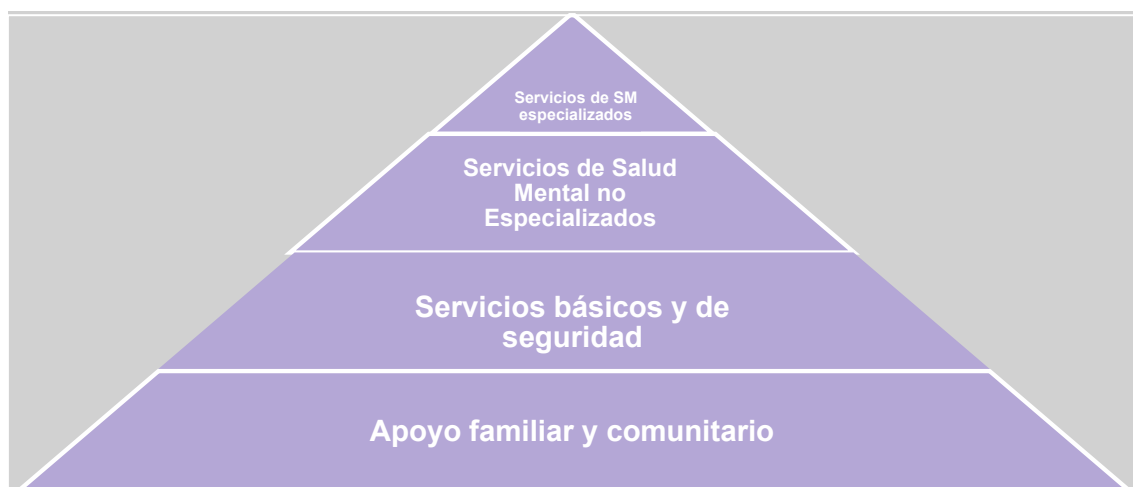 Servicios de SM
especializados
Servicios de Salud
Mental no
Especializados
Servicios básicos y de
seguridad
Apoyo familiar y comunitario